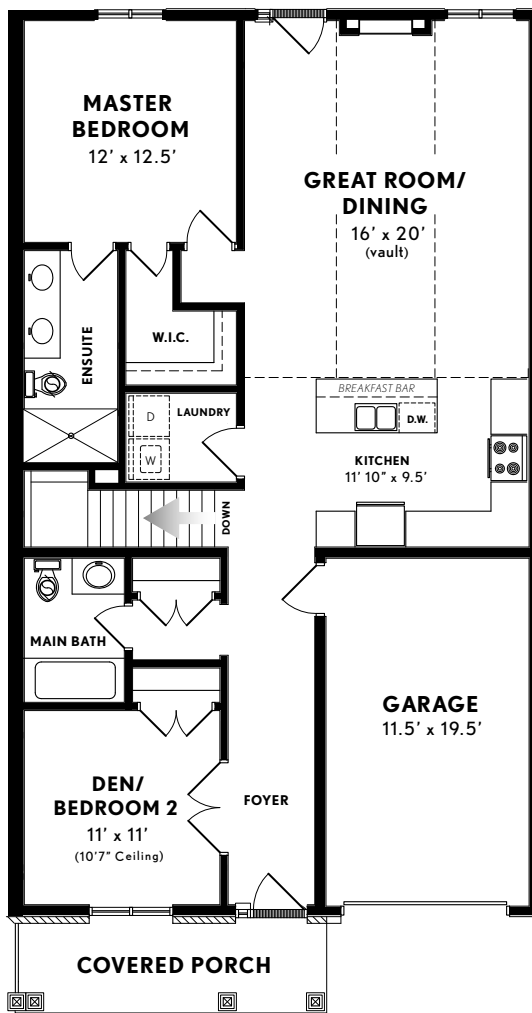 MASTER
BEDROOM
12' x 12.5'
GREAT ROOM/
DINING
16' x 20'
(vault)
ENSUITE
W.I.C.
BREAKFAST BAR
D
LAUNDRY
D.W.
W
KITCHEN
11' 10" x 9.5'
DOWN
MAIN BATH
GARAGE
11.5' x 19.5'
DEN/
BEDROOM 2
11' x 11'
(10'7" Ceiling)
FOYER
COVERED PORCH